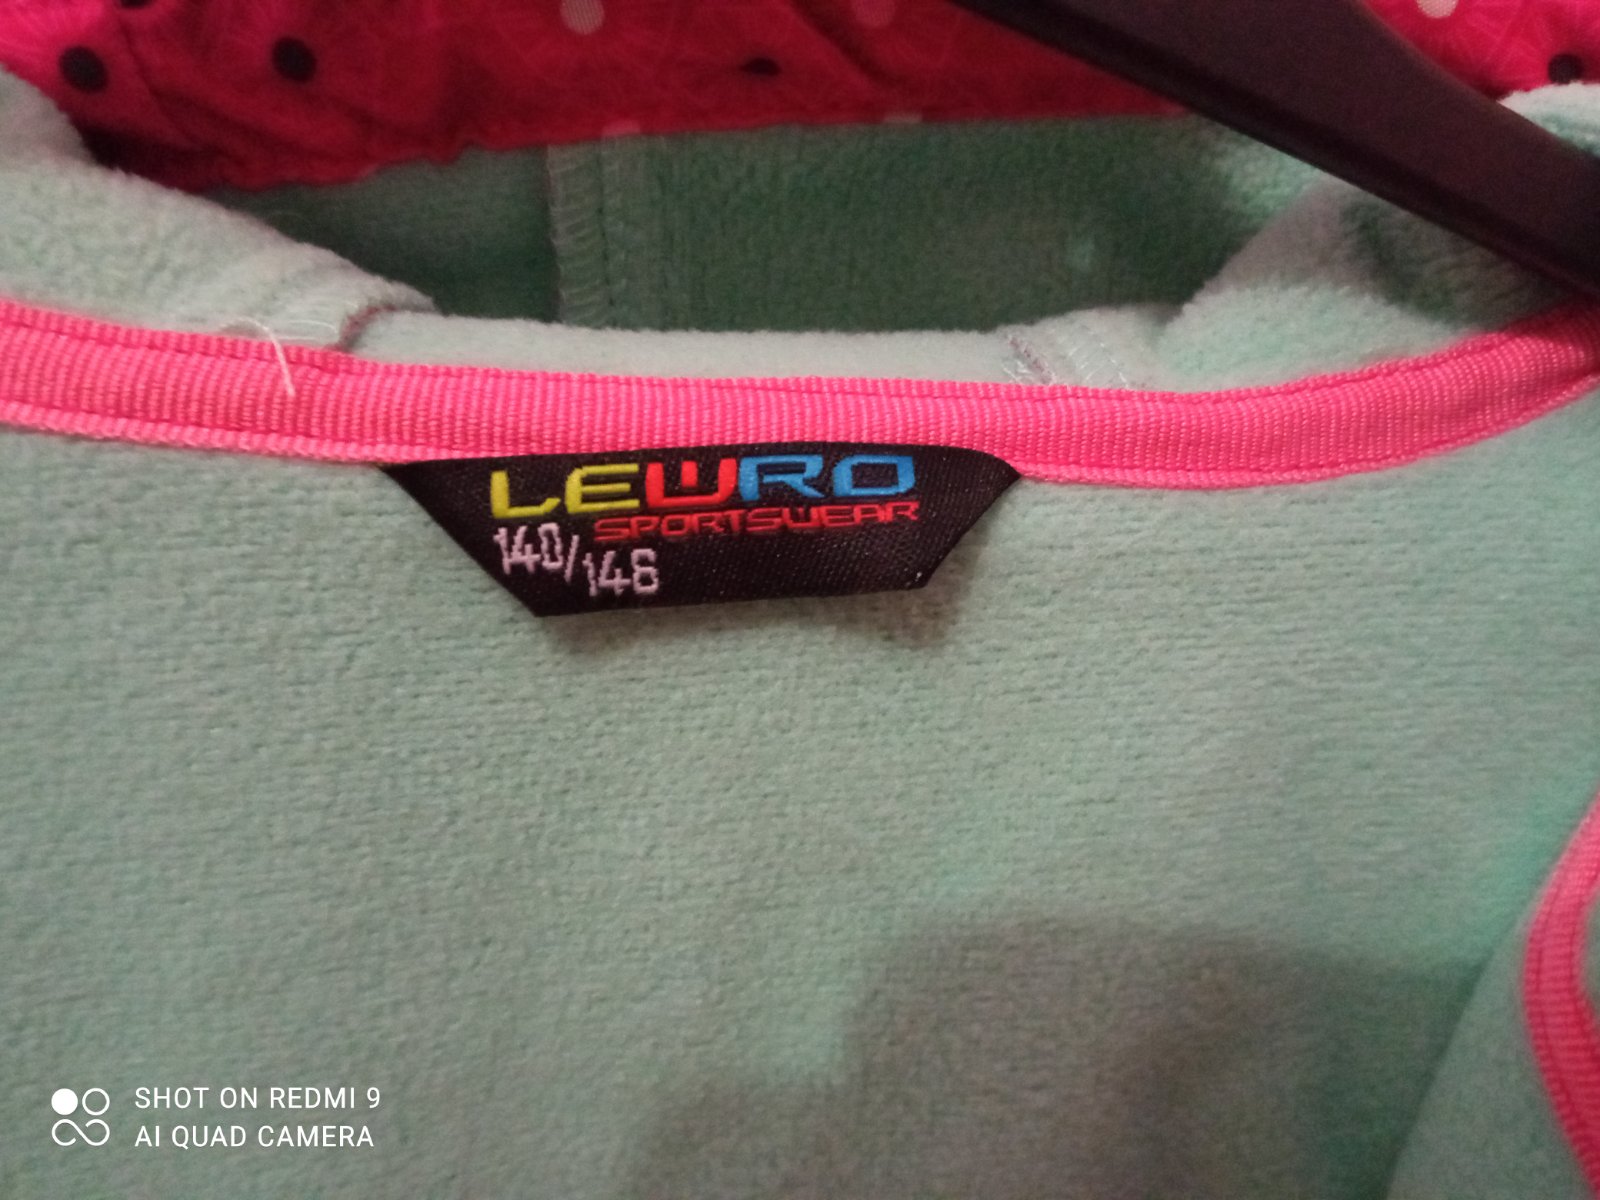 LEWRO
SPORTSWEAR
140/146
SHOT ON REDMI 9
AI QUAD CAMERA